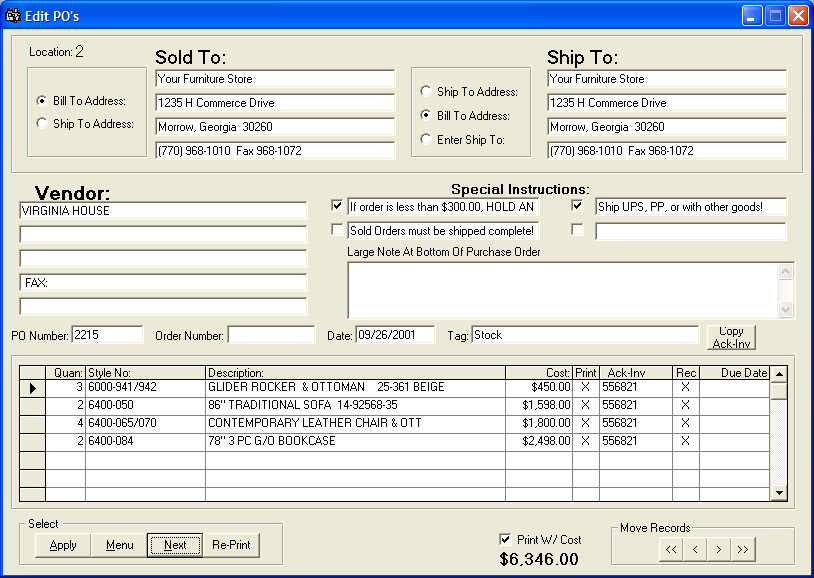 Edit PO's
Location: 2
Bill To Address:
Ship To Address:
Sold To:
Your Furniture Store
1235 H Commerce Drive
Morrow, Georgia  30260
(770) 968-1010  Fax 968-1072
Ship To Address:
Bill To Address:
Enter Ship To:
Ship To:
Your Furniture Store
1235 H Commerce Drive
Morrow, Georgia  30260
(770) 968-1010  Fax 968-1072
Vendor:
VIRGINIA HOUSE
FAX:
Special Instructions:
If order is less than $300.00, HOLD AN
Ship UPS, PP, or with other goods!
Sold Orders must be shipped complete!
Large Note At Bottom Of Purchase Order
PO Number: 2215 Order Number: Date: 09/26/2001 Tag: Stock
Copy
Ack-Inv
Quan: Style No: Description: Cost: Print Ack-Inv Rec Due Date
3 6000-941/942 GLIDER ROCKER & OTTOMAN 25-361 BEIGE $450.00 X 556821 X
2 6400-050 86" TRADITIONAL SOFA 14-92568-35 $1,598.00 X 556821 X
4 6400-065/070 CONTEMPORARY LEATHER CHAIR & OTT $1,800.00 X 556821 X
2 6400-084 78" 3 PC G/O BOOKCASE $2,498.00 X 556821 X
Select
Apply Menu Next Re-Print
Print W/ Cost
$6,346.00
Move Records
<< < > >>